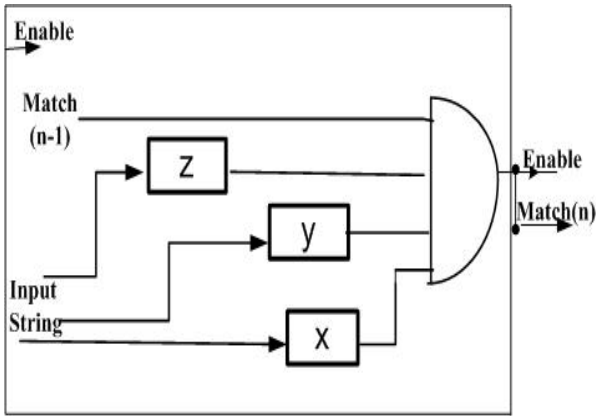 Enable
Match
(n-1)
z
Enable
y
Match(n)
Input
String
x